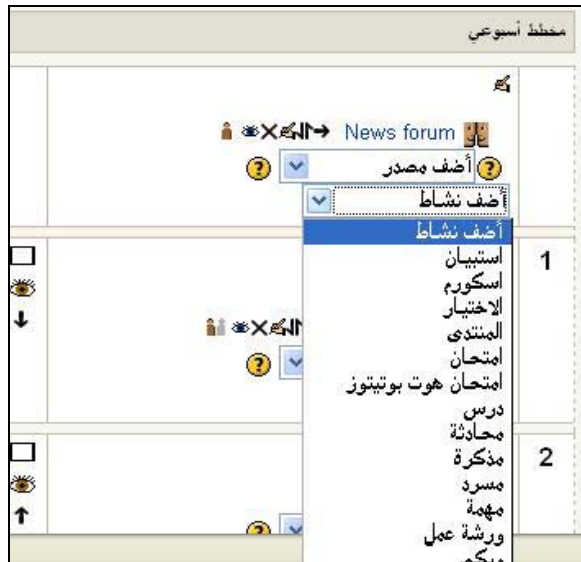 مخطط أسبوعي
News forum
أضف مصدر
أضف نشاط
أضف نشاط
استبيان
اسكورم
الاختيار
المنتدى
امتحان
امتحان هوت بوتيتوز
درس
محادثة
مذكرة
مسرد
مهمة
ورشة عمل
1
2